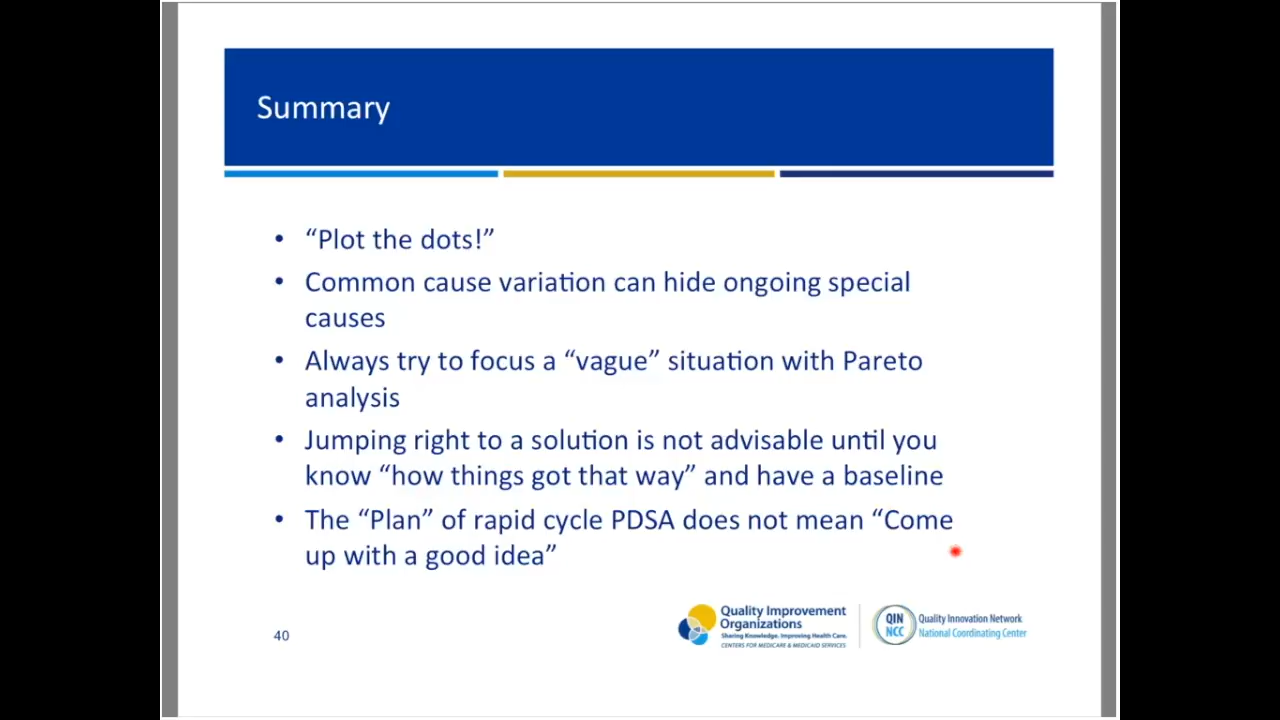 Summary
• “Plot the dots!”
• Common cause variation can hide ongoing special
causes
• Always try to focus a “vague” situation with Pareto
analysis
• Jumping right to a solution is not advisable until you
know “how things got that way” and have a baseline
• The “Plan” of rapid cycle PDSA does not mean “Come
up with a good idea”
40
Quality Improvement
Organizations
Sharing Knowledge. Improving Health Care.
CENTERS FOR MEDICARE & MEDICAID SERVICES
QIN
NCC
Quality Innovation Network
National Coordinating Center